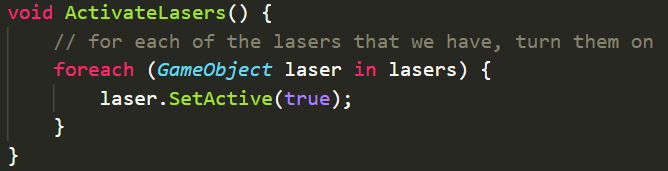 void ActivateLasers() {
    // for each of the lasers that we have, turn them on
    foreach (GameObject laser in lasers) {
        laser.SetActive(true);
    }
}